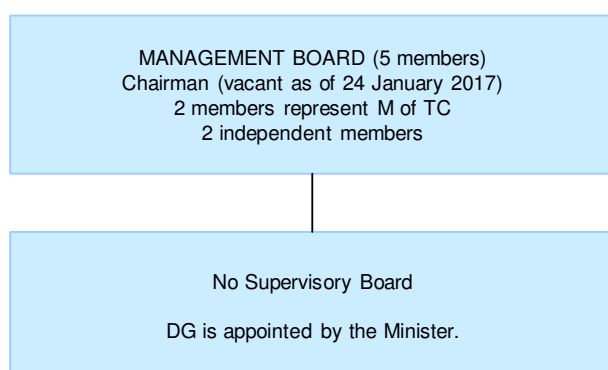 MANAGEMENT BOARD (5 members)
Chairman (vacant as of 24 January 2017)
2 members represent M of TC
2 independent members
No Supervisory Board
DG is appointed by the Minister.